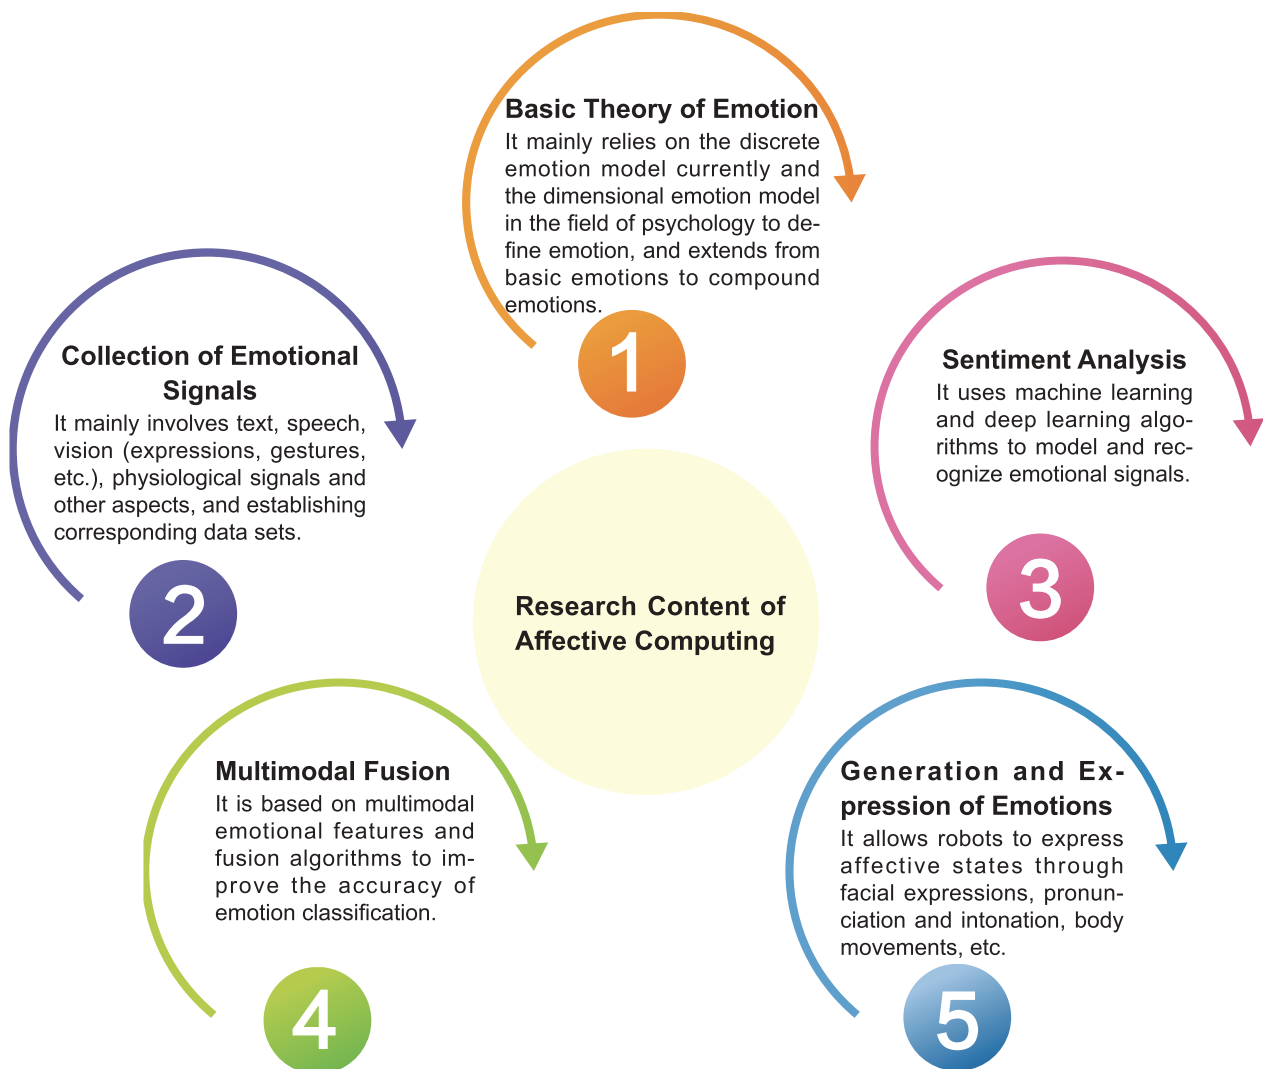 Basic Theory of Emotion
It mainly relies on the discrete
emotion model currently and
the dimensional emotion model
in the field of psychology to de-
fine emotion, and extends from
basic emotions to compound
emotions.
1
Collection of Emotional
Signals
It mainly involves text, speech,
vision (expressions, gestures,
etc.), physiological signals and
other aspects, and establishing
corresponding data sets.
2
Sentiment Analysis
It uses machine learning
and deep learning algo-
rithms to model and rec-
ognize emotional signals.
3
Research Content of
Affective Computing
Multimodal Fusion
It is based on multimodal
emotional features and
fusion algorithms to im-
prove the accuracy of
emotion classification.
4
Generation and Ex-
pression of Emotions
It allows robots to express
affective states through
facial expressions, pronun-
ciation and intonation, body
movements, etc.
5